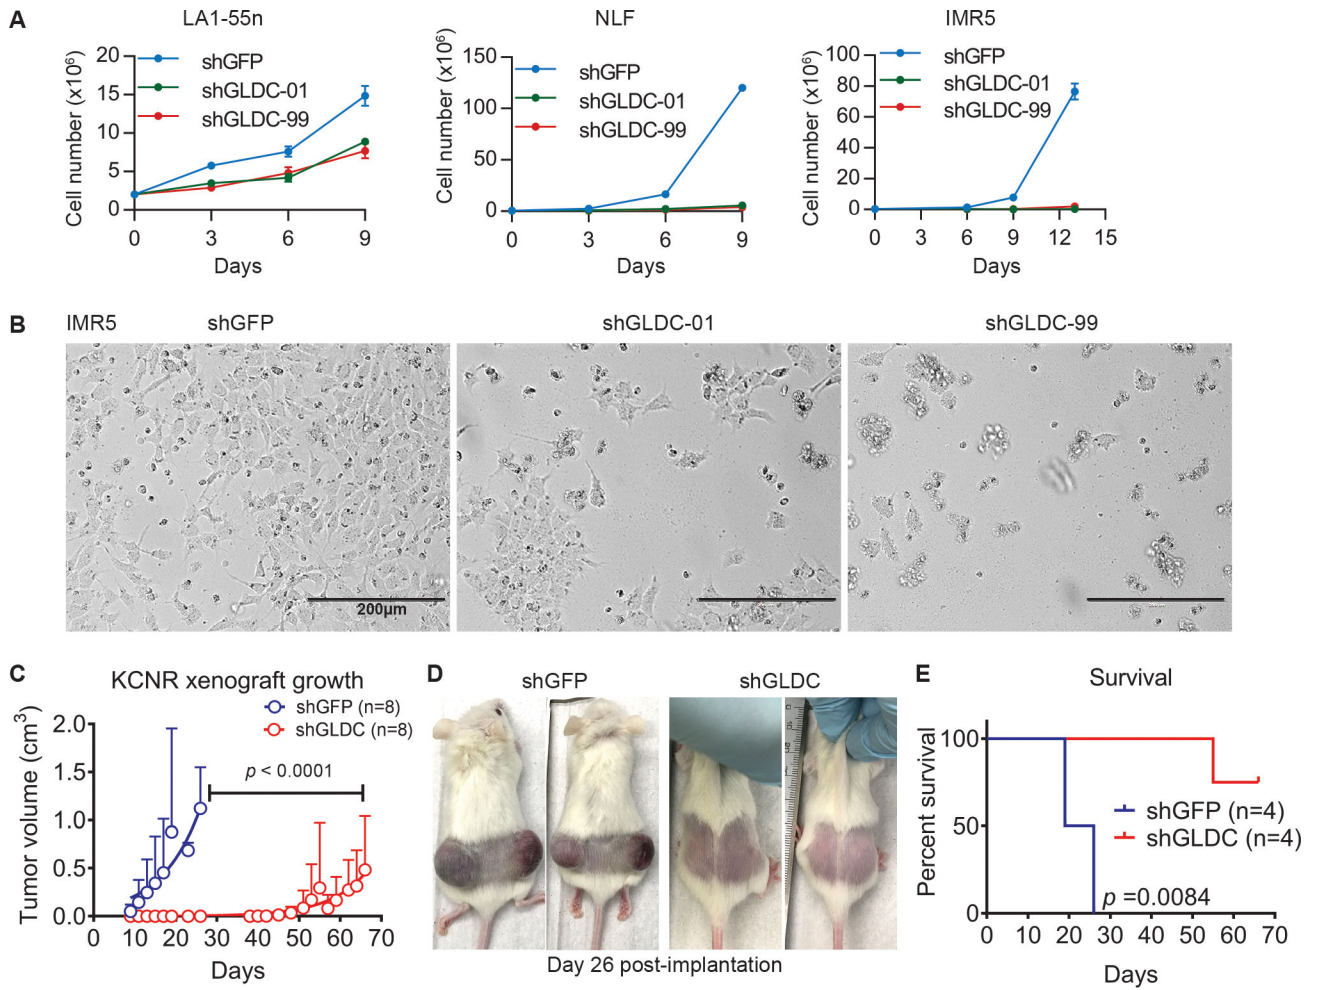 A
LA1-55n
NLF
IMR5
Cell number (x10⁶)
20
15
10
5
0
shGFP
shGLDC-01
shGLDC-99
0 3 6 9
Days
Cell number (x10⁶)
150
100
50
0
shGFP
shGLDC-01
shGLDC-99
0 3 6 9
Days
Cell number (x10⁶)
100
80
60
40
20
0
shGFP
shGLDC-01
shGLDC-99
0 3 6 9 12 15
Days
B
IMR5 shGFP
shGLDC-01
shGLDC-99
200µm
C
KCNR xenograft growth
shGFP (n=8)
shGLDC (n=8)
p < 0.0001
Tumor volume (cm³)
2.0
1.5
1.0
0.5
0.0
0 10 20 30 40 50 60 70
Days
D
shGFP
shGLDC
Day 26 post-implantation
E
Survival
Percent survival
100
50
0
shGFP (n=4)
shGLDC (n=4)
p =0.0084
0 10 20 30 40 50 60 70
Days